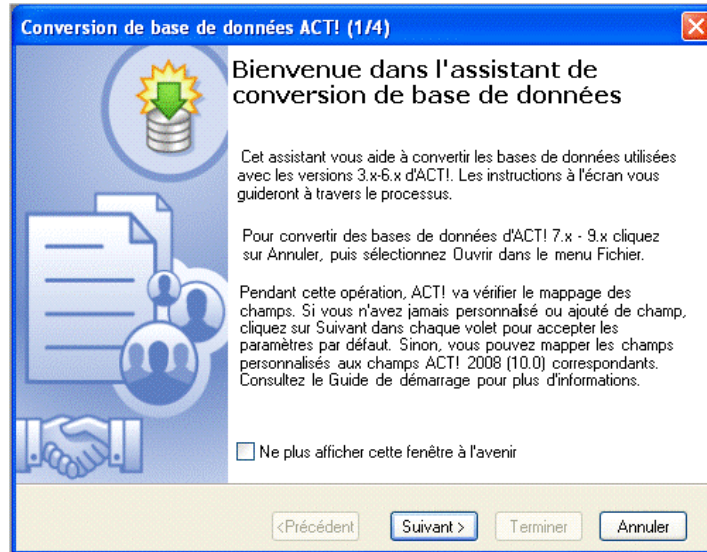 Conversion de base de données ACT! (1/4)
Bienvenue dans l'assistant de
conversion de base de données
Cet assistant vous aide à convertir les bases de données utilisées
avec les versions 3.x-6.x d'ACT!. Les instructions à l'écran vous
guideront à travers le processus.
Pour convertir des bases de données d'ACT! 7.x - 9.x cliquez
sur Annuler, puis sélectionnez Ouvrir dans le menu Fichier.
Pendant cette opération, ACT! va vérifier le mappage des
champs. Si vous n'avez jamais personnalisé ou ajouté de champ,
cliquez sur Suivant dans chaque volet pour accepter les
paramètres par défaut. Sinon, vous pouvez mapper les champs
personnalisés aux champs ACT! 2008 (10.0) correspondants.
Consultez le Guide de démarrage pour plus d'informations.
Ne plus afficher cette fenêtre à l'avenir
<Précédent Suivant > Terminer Annuler